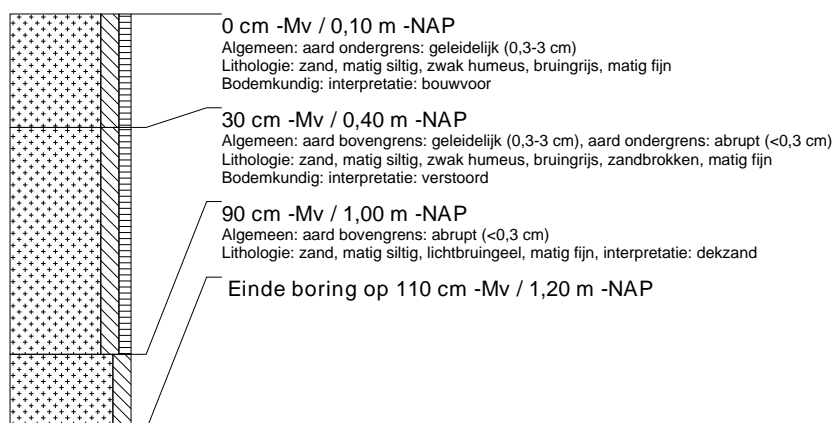 0 cm -Mv / 0,10 m -NAP
Algemeen: aard ondergrens: geleidelijk (0,3-3 cm)
Lithologie: zand, matig siltig, zwak humeus, bruingrijs, matig fijn
Bodemkundig: interpretatie: bouwvoor
30 cm -Mv / 0,40 m -NAP
Algemeen: aard bovengrens: geleidelijk (0,3-3 cm), aard ondergrens: abrupt (<0,3 cm)
Lithologie: zand, matig siltig, zwak humeus, bruingrijs, zandbrokken, matig fijn
Bodemkundig: interpretatie: verstoord
90 cm -Mv / 1,00 m -NAP
Algemeen: aard bovengrens: abrupt (<0,3 cm)
Lithologie: zand, matig siltig, lichtbruingeel, matig fijn, interpretatie: dekzand
Einde boring op 110 cm -Mv / 1,20 m -NAP